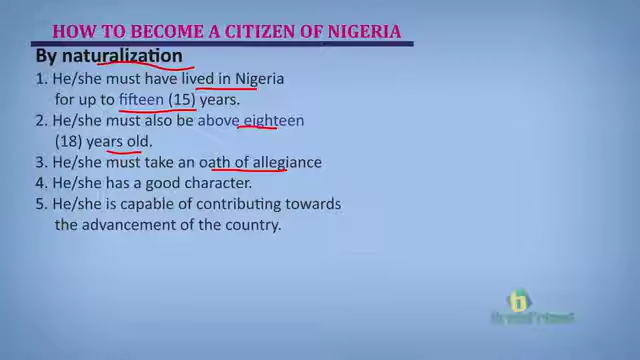 HOW TO BECOME A CITIZEN OF NIGERIA
By naturalization
1. He/she must have lived in Nigeria
for up to fifteen (15) years.
2. He/she must also be above eighteen
(18) years old.
3. He/she must take an oath of allegiance
4. He/she has a good character.
5. He/she is capable of contributing towards
the advancement of the country.